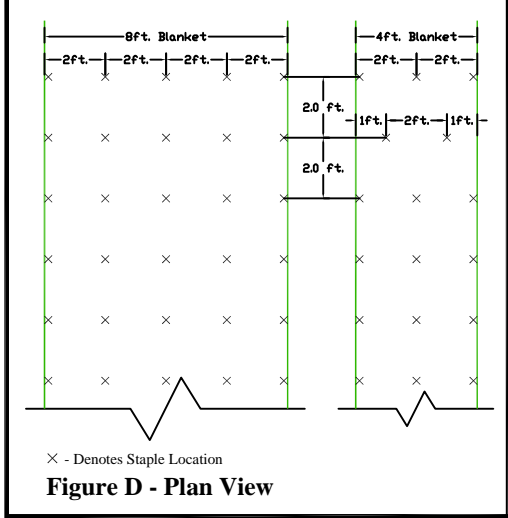 8ft. Blanket
4ft. Blanket
2ft. 2ft. 2ft. 2ft.
2ft. 2ft.
2.0 ft.
1ft. 2ft. 1ft.
2.0 ft.
× - Denotes Staple Location
Figure D - Plan View